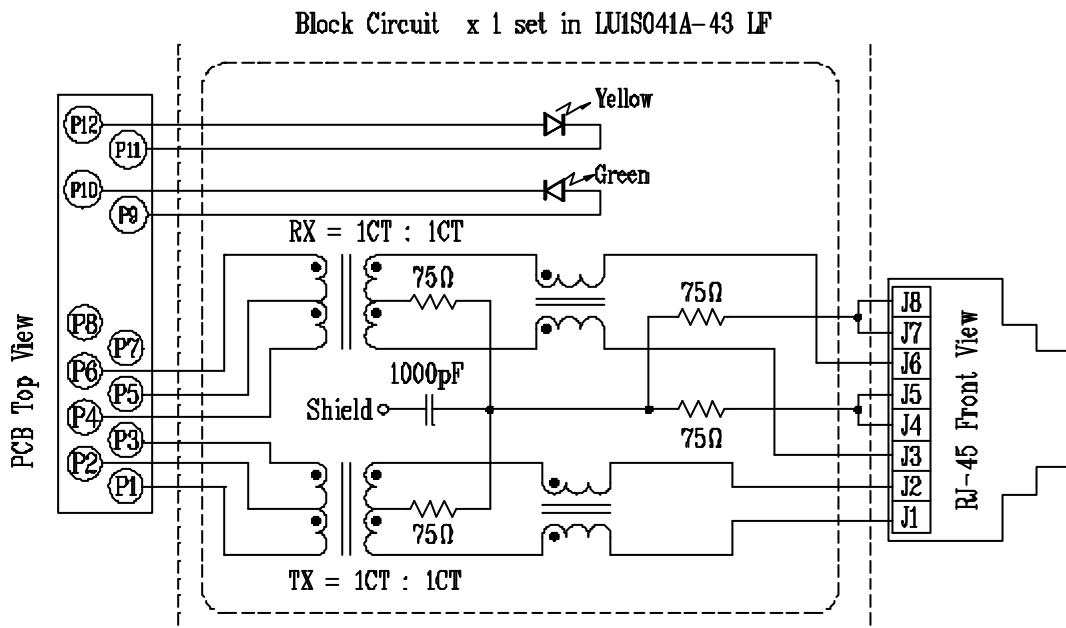 Block Circuit x 1 set in LU1S041A-43 LF
Yellow
P12
P11
Green
P10
P9
RX = 1CT : 1CT
75Ω
75Ω
J8
J7
J6
J5
J4
J3
J2
J1
P8
P7
P6
P5
P4
P3
P2
P1
1000pF
Shield
75Ω
75Ω
TX = 1CT : 1CT
PCB Top View
RJ-45 Front View